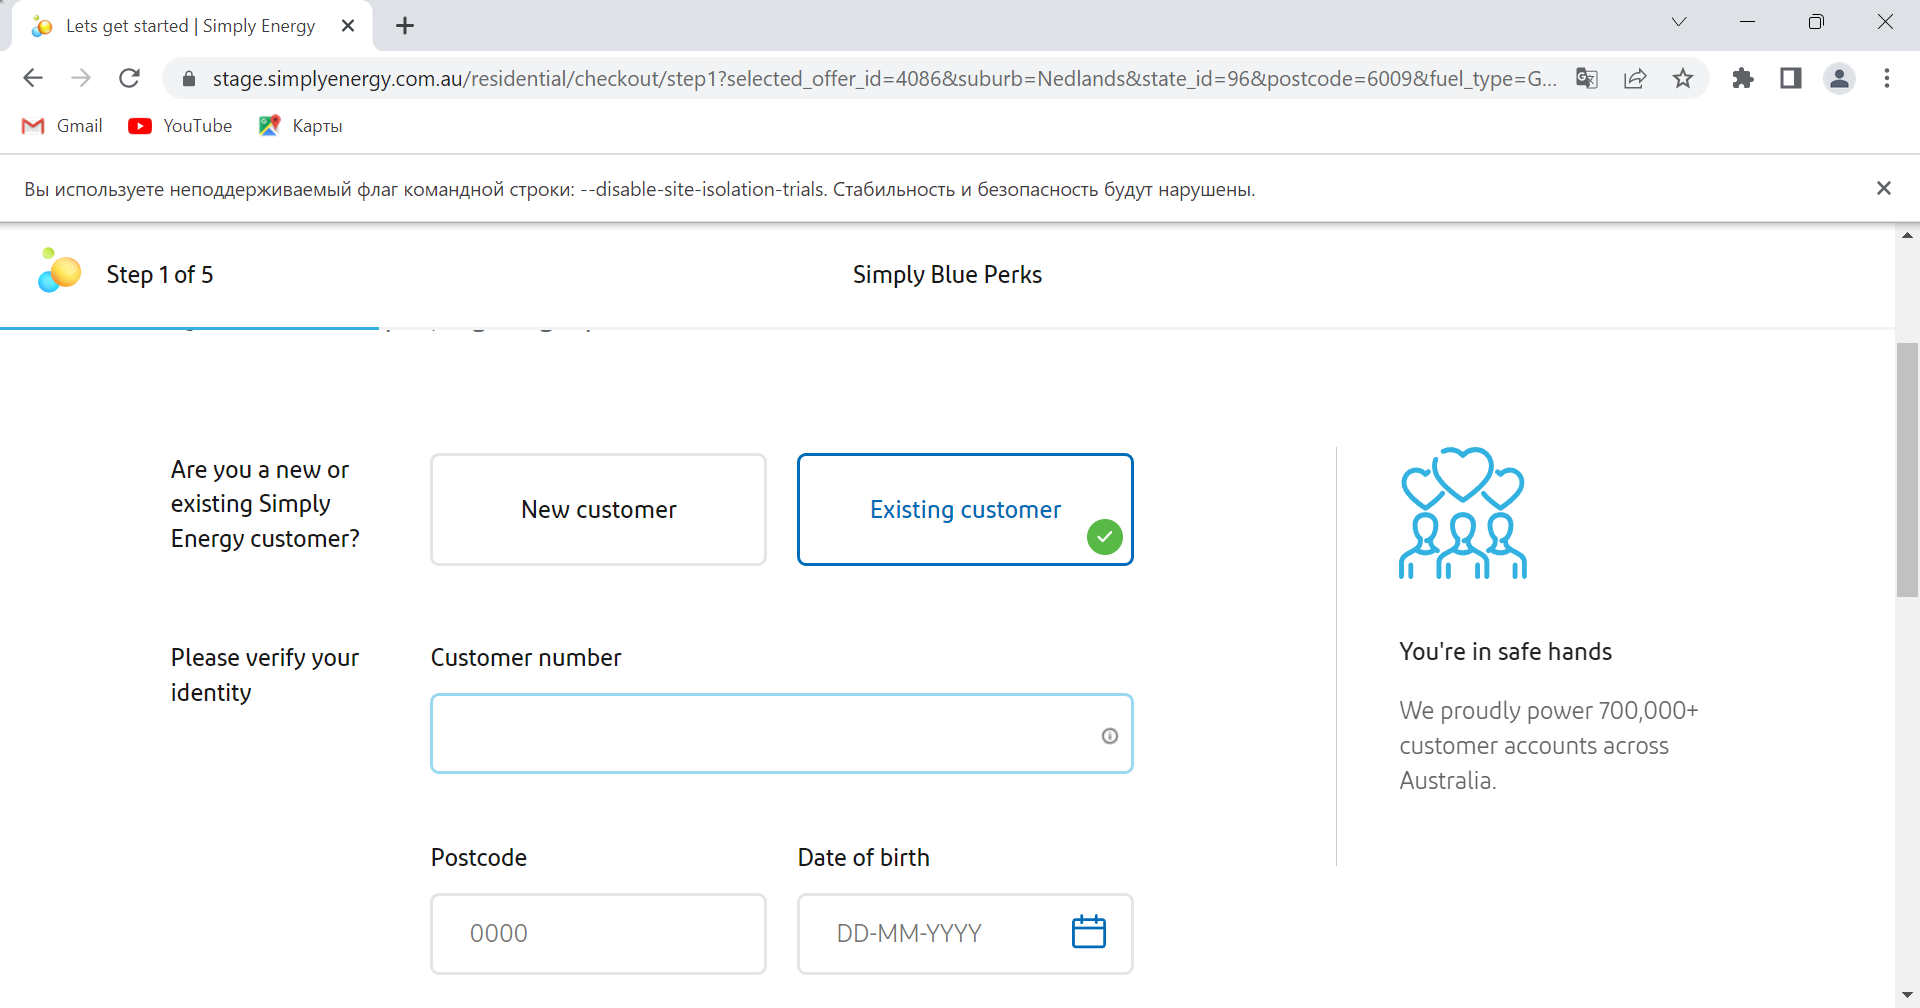 Lets get started | Simply Energy
stage.simplyenergy.com.au/residential/checkout/step1?selected_offer_id=4086&suburb=Nedlands&state_id=96&postcode=6009&fuel_type=G...
Gmail YouTube Карты
Вы используете неподдерживаемый флаг командной строки: --disable-site-isolation-trials. Стабильность и безопасность будут нарушены.
Step 1 of 5
Simply Blue Perks
Are you a new or
existing Simply
Energy customer?
New customer
Existing customer
Please verify your
identity
Customer number
Postcode
Date of birth
0000
DD-MM-YYYY
You're in safe hands
We proudly power 700,000+
customer accounts across
Australia.